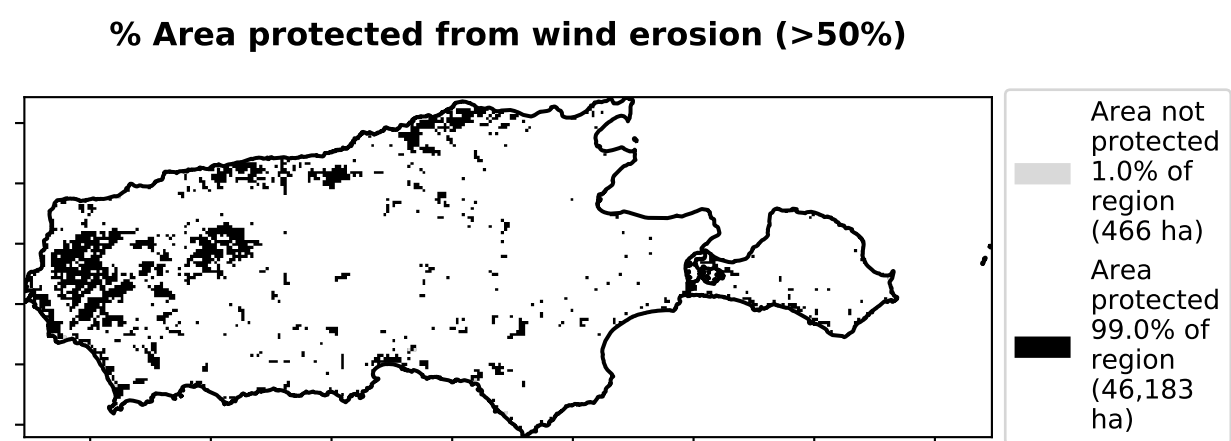 % Area protected from wind erosion (>50%)
Area not
protected
1.0% of
region
(466 ha)
Area
protected
99.0% of
region
(46,183
ha)